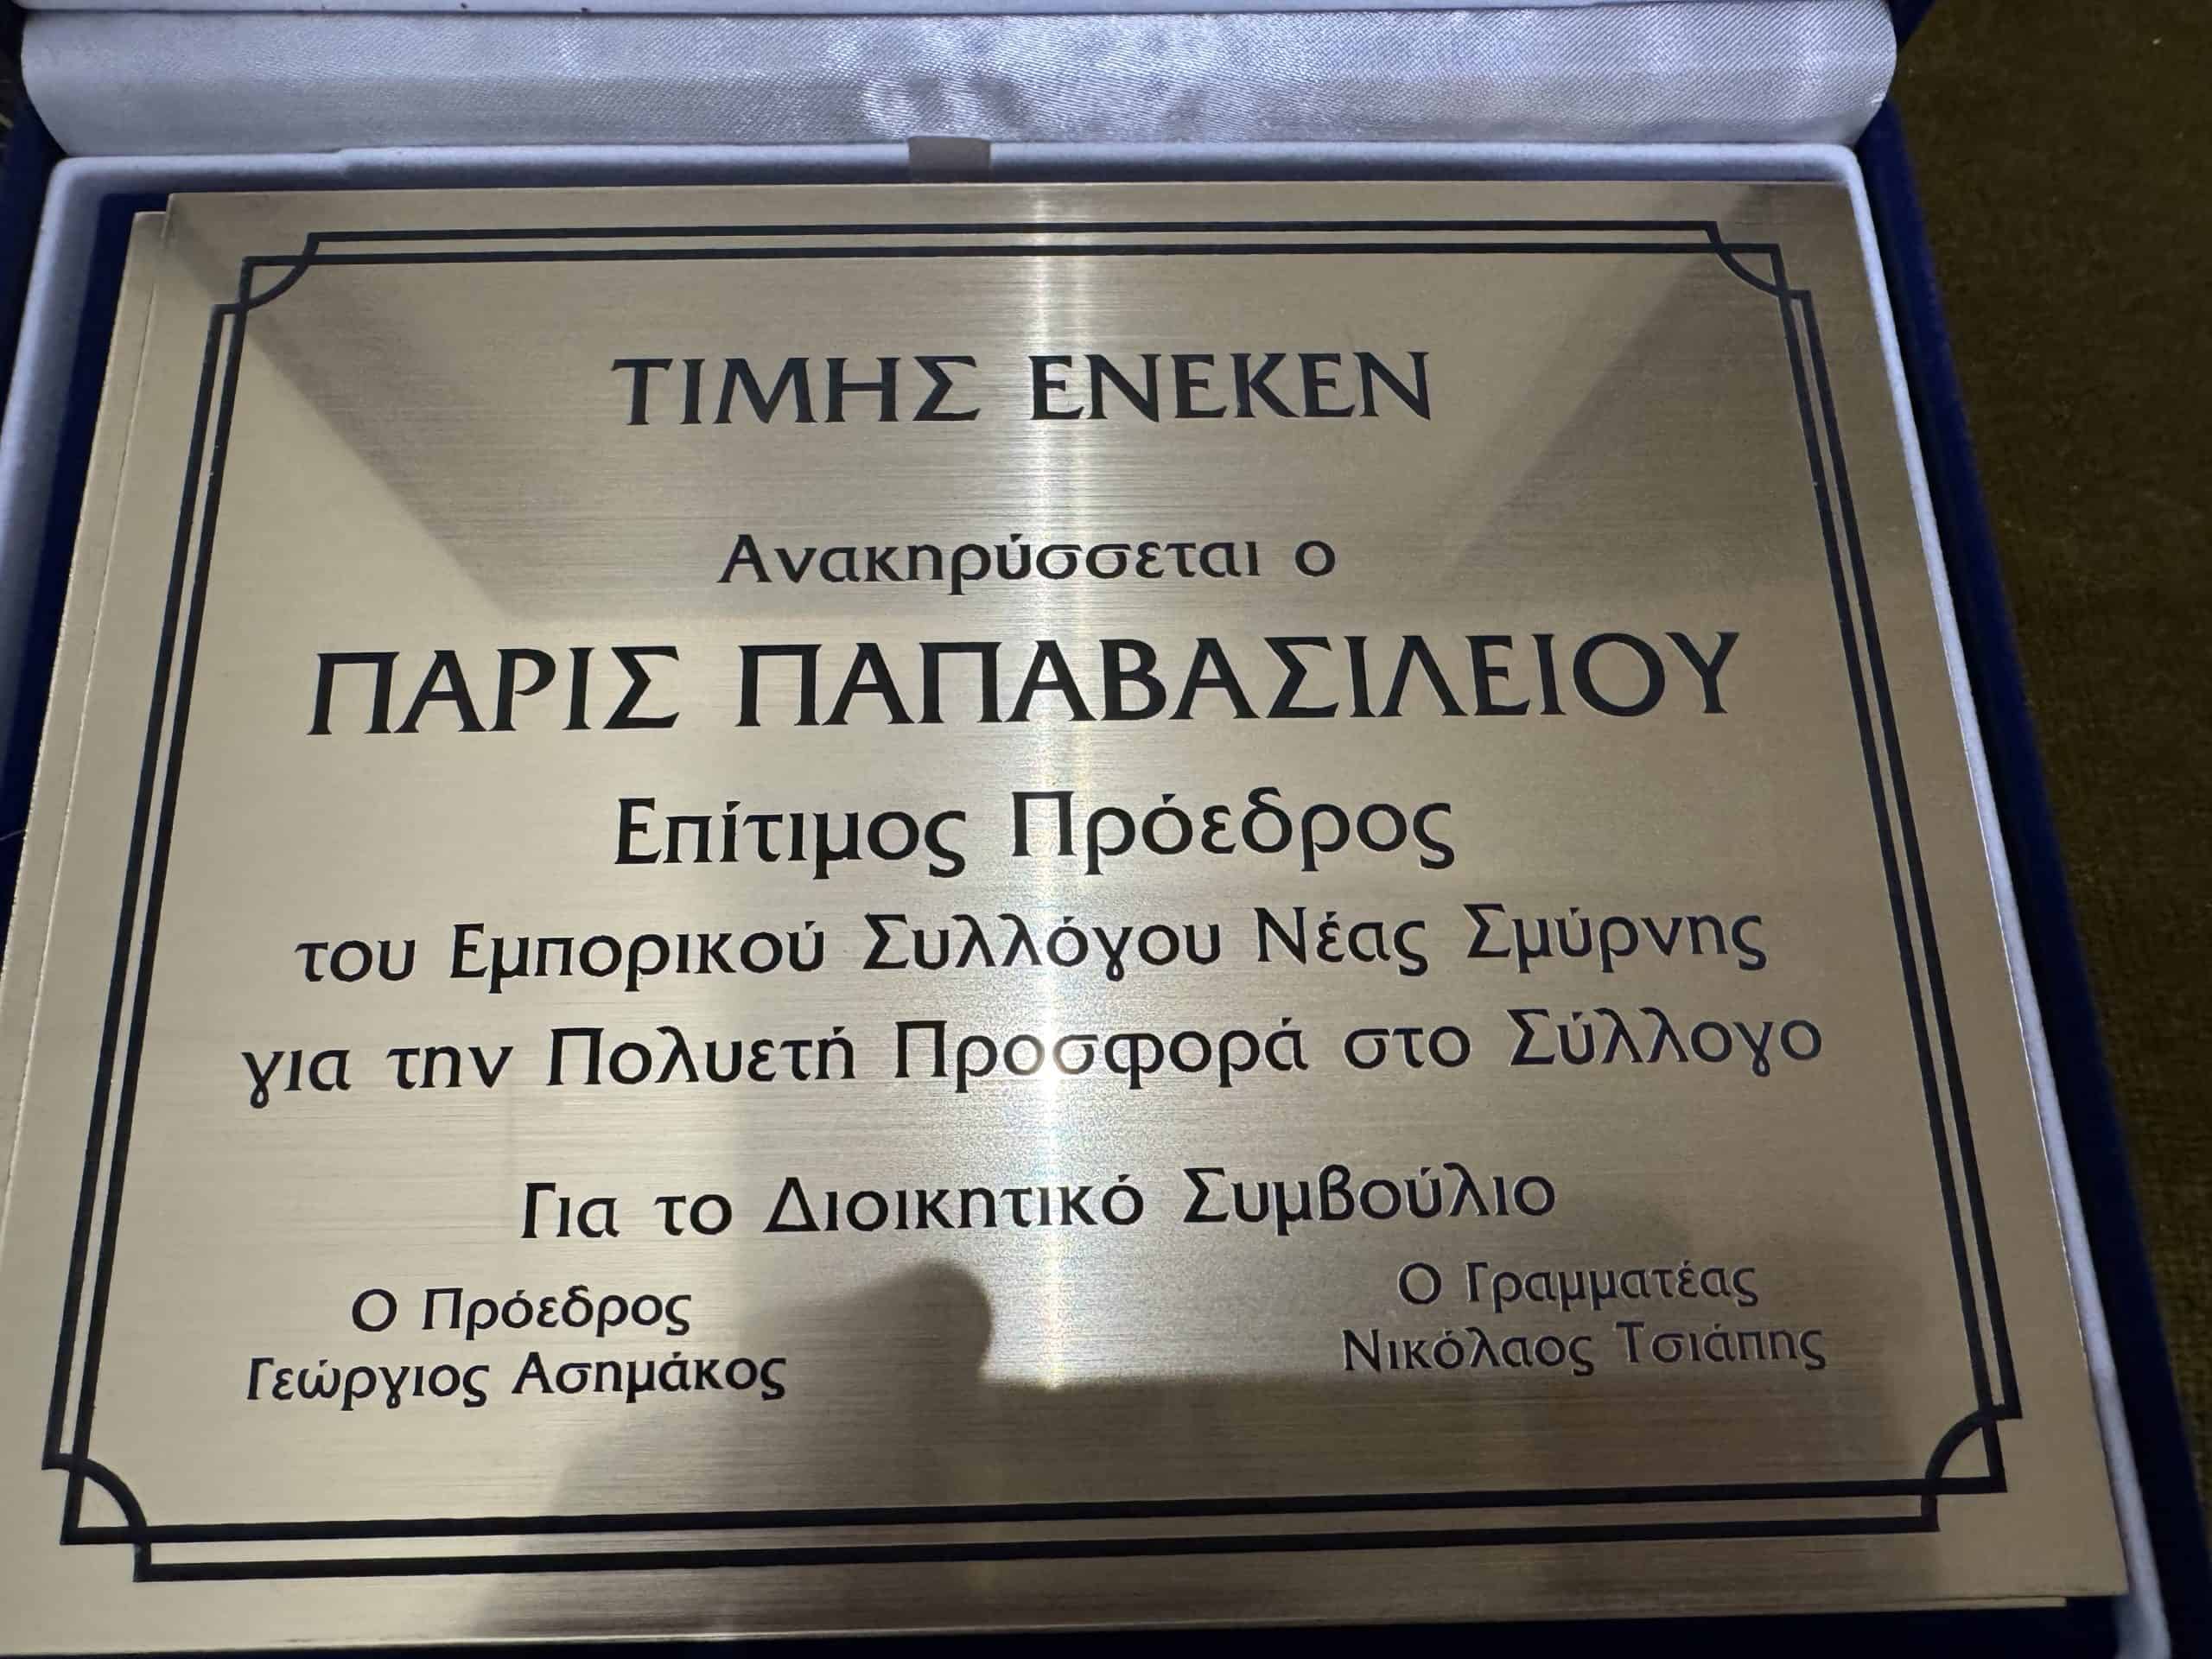 ΤΙΜΗΣ ΕΝΕΚΕΝ
Ανακηρύσσεται ο
ΠΑΡΙΣ ΠΑΠΑΒΑΣΙΛΕΙΟΥ
Επίτιμος Πρόεδρος
του Εμπορικού Συλλόγου Νέας Σμύρνης
για την Πολυετή Προσφορά στο Σύλλογο
Για το Διοικητικό Συμβούλιο
Ο Πρόεδρος
Γεώργιος Ασημάκος
Ο Γραμματέας
Νικόλαος Τσιάπης